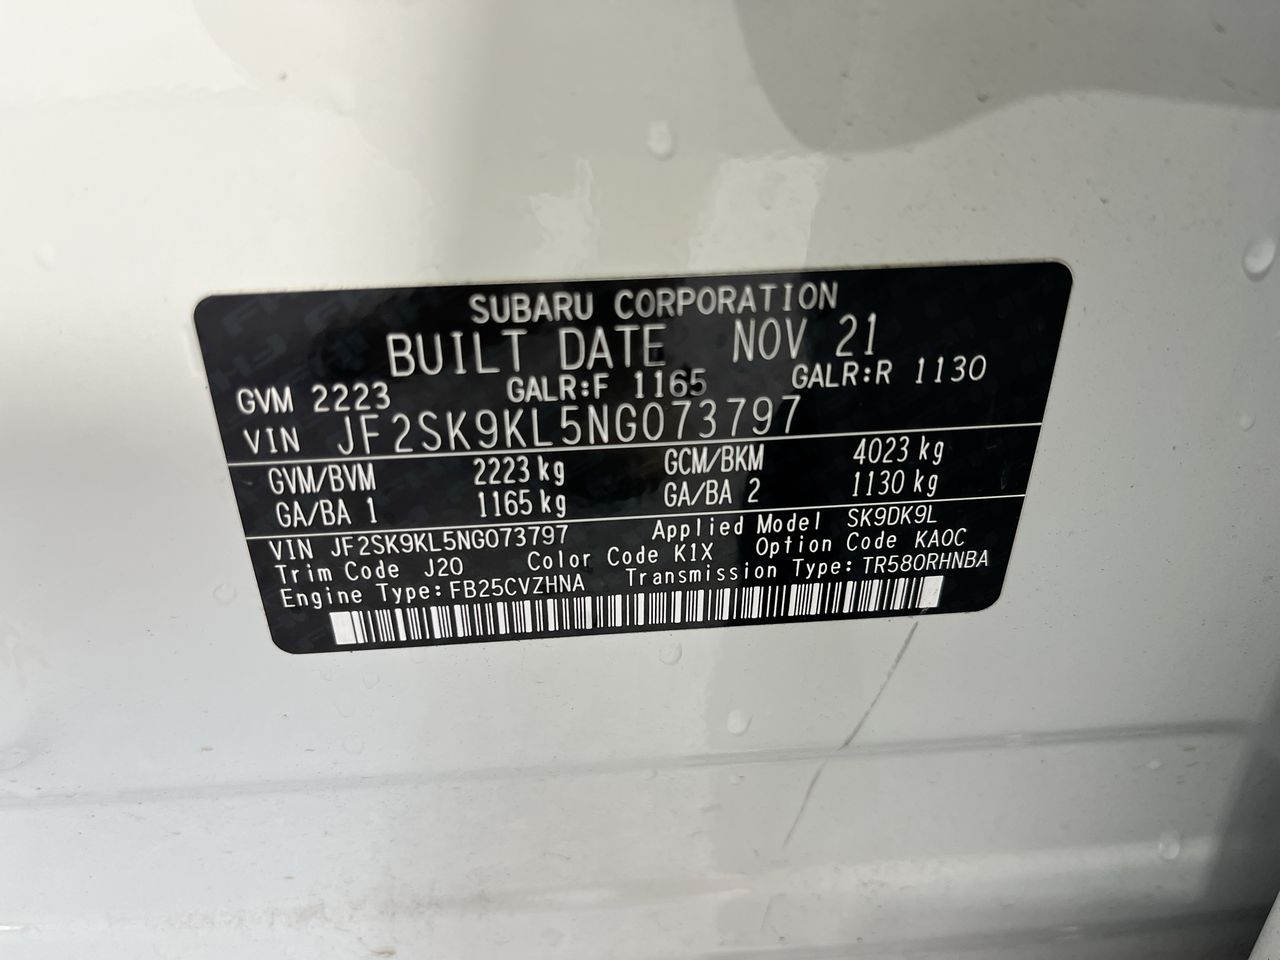 SUBARU CORPORATION
BUILT DATE NOV 21
GVM 2223 GALR:F 1165 GALR:R 1130
VIN JF2SK9KL5NG073797
GVM/BVM 2223 kg GCM/BKM 4023 kg
GA/BA 1 1165 kg GA/BA 2 1130 kg
VIN JF2SK9KL5NG073797 Applied Model SK9DK9L
Trim Code J20 Color Code K1X Option Code KA0C
Engine Type: FB25CVZHNA Transmission Type: TR580RHNBA